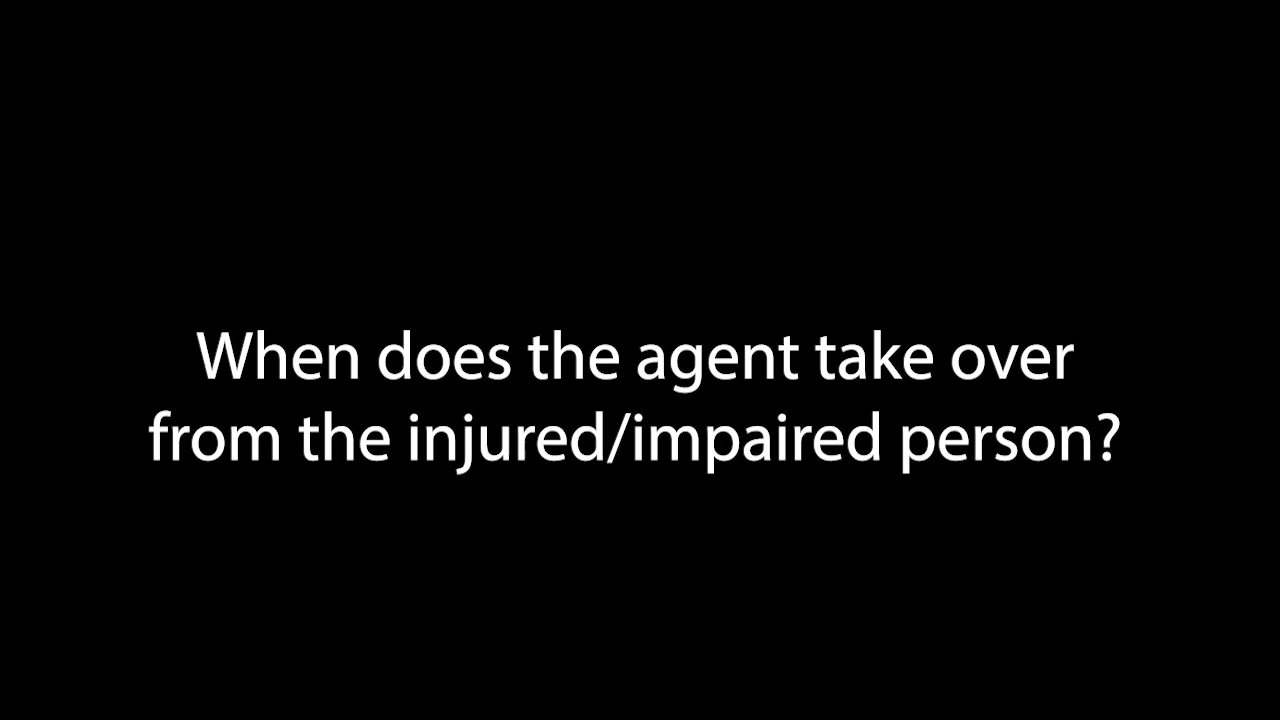 When does the agent take over
from the injured/impaired person?